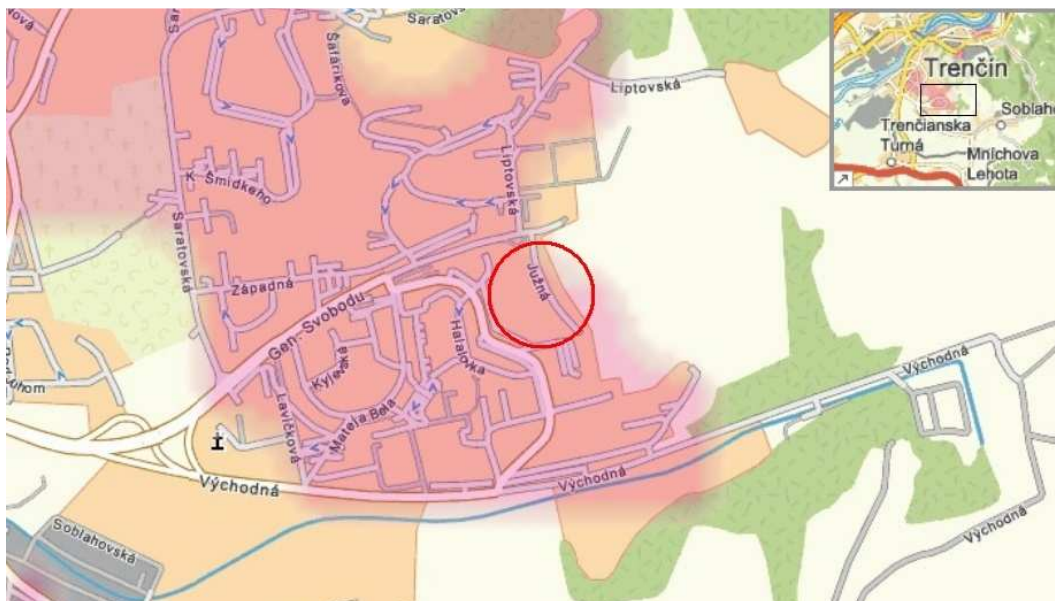 Saratovská
Šafárikova
Liptovská
Liptovská
K. Šmidkeho
Saratovská
Západná
Gen. Svobodu
Južná
Halalovka
Kyjevská
Mateja Bela
Lavičková
Východná
Východná
Východná
Východná
Soblahovská
Trenčín
Soblaho
Trenčianska
Turná
Mníchova
Lehota